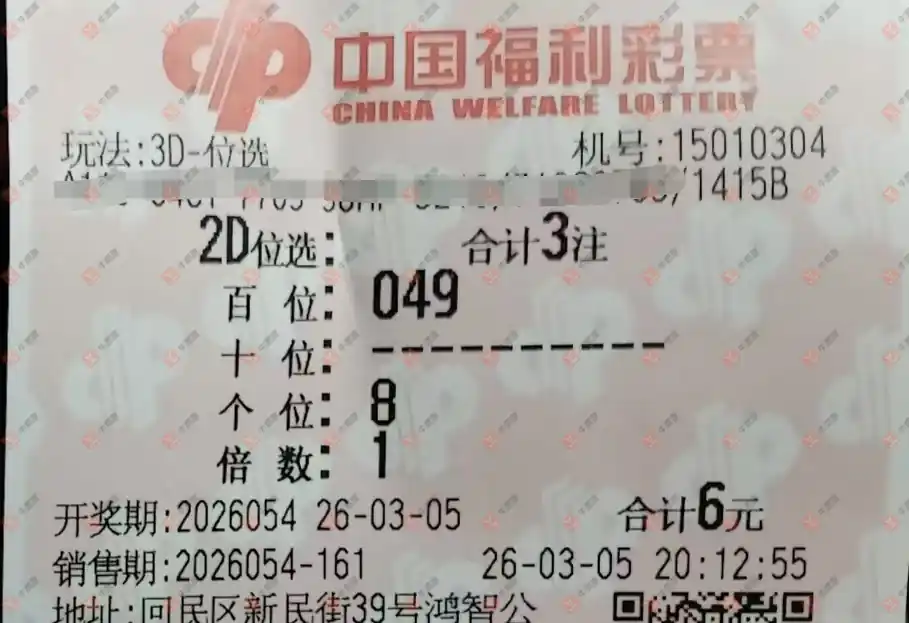 中国福利彩票
CHINA WELFARE LOTTERY
玩法:3D-位选 机号:15010304
/1415B
2D位选: 合计3注
百 位: 049
十 位: ----------
个 位: 8
倍 数: 1
开奖期:2026054 26-03-05 合计6元
销售期:2026054-161 26-03-05 20:12:55
地址:回民区新民街39号鸿智公